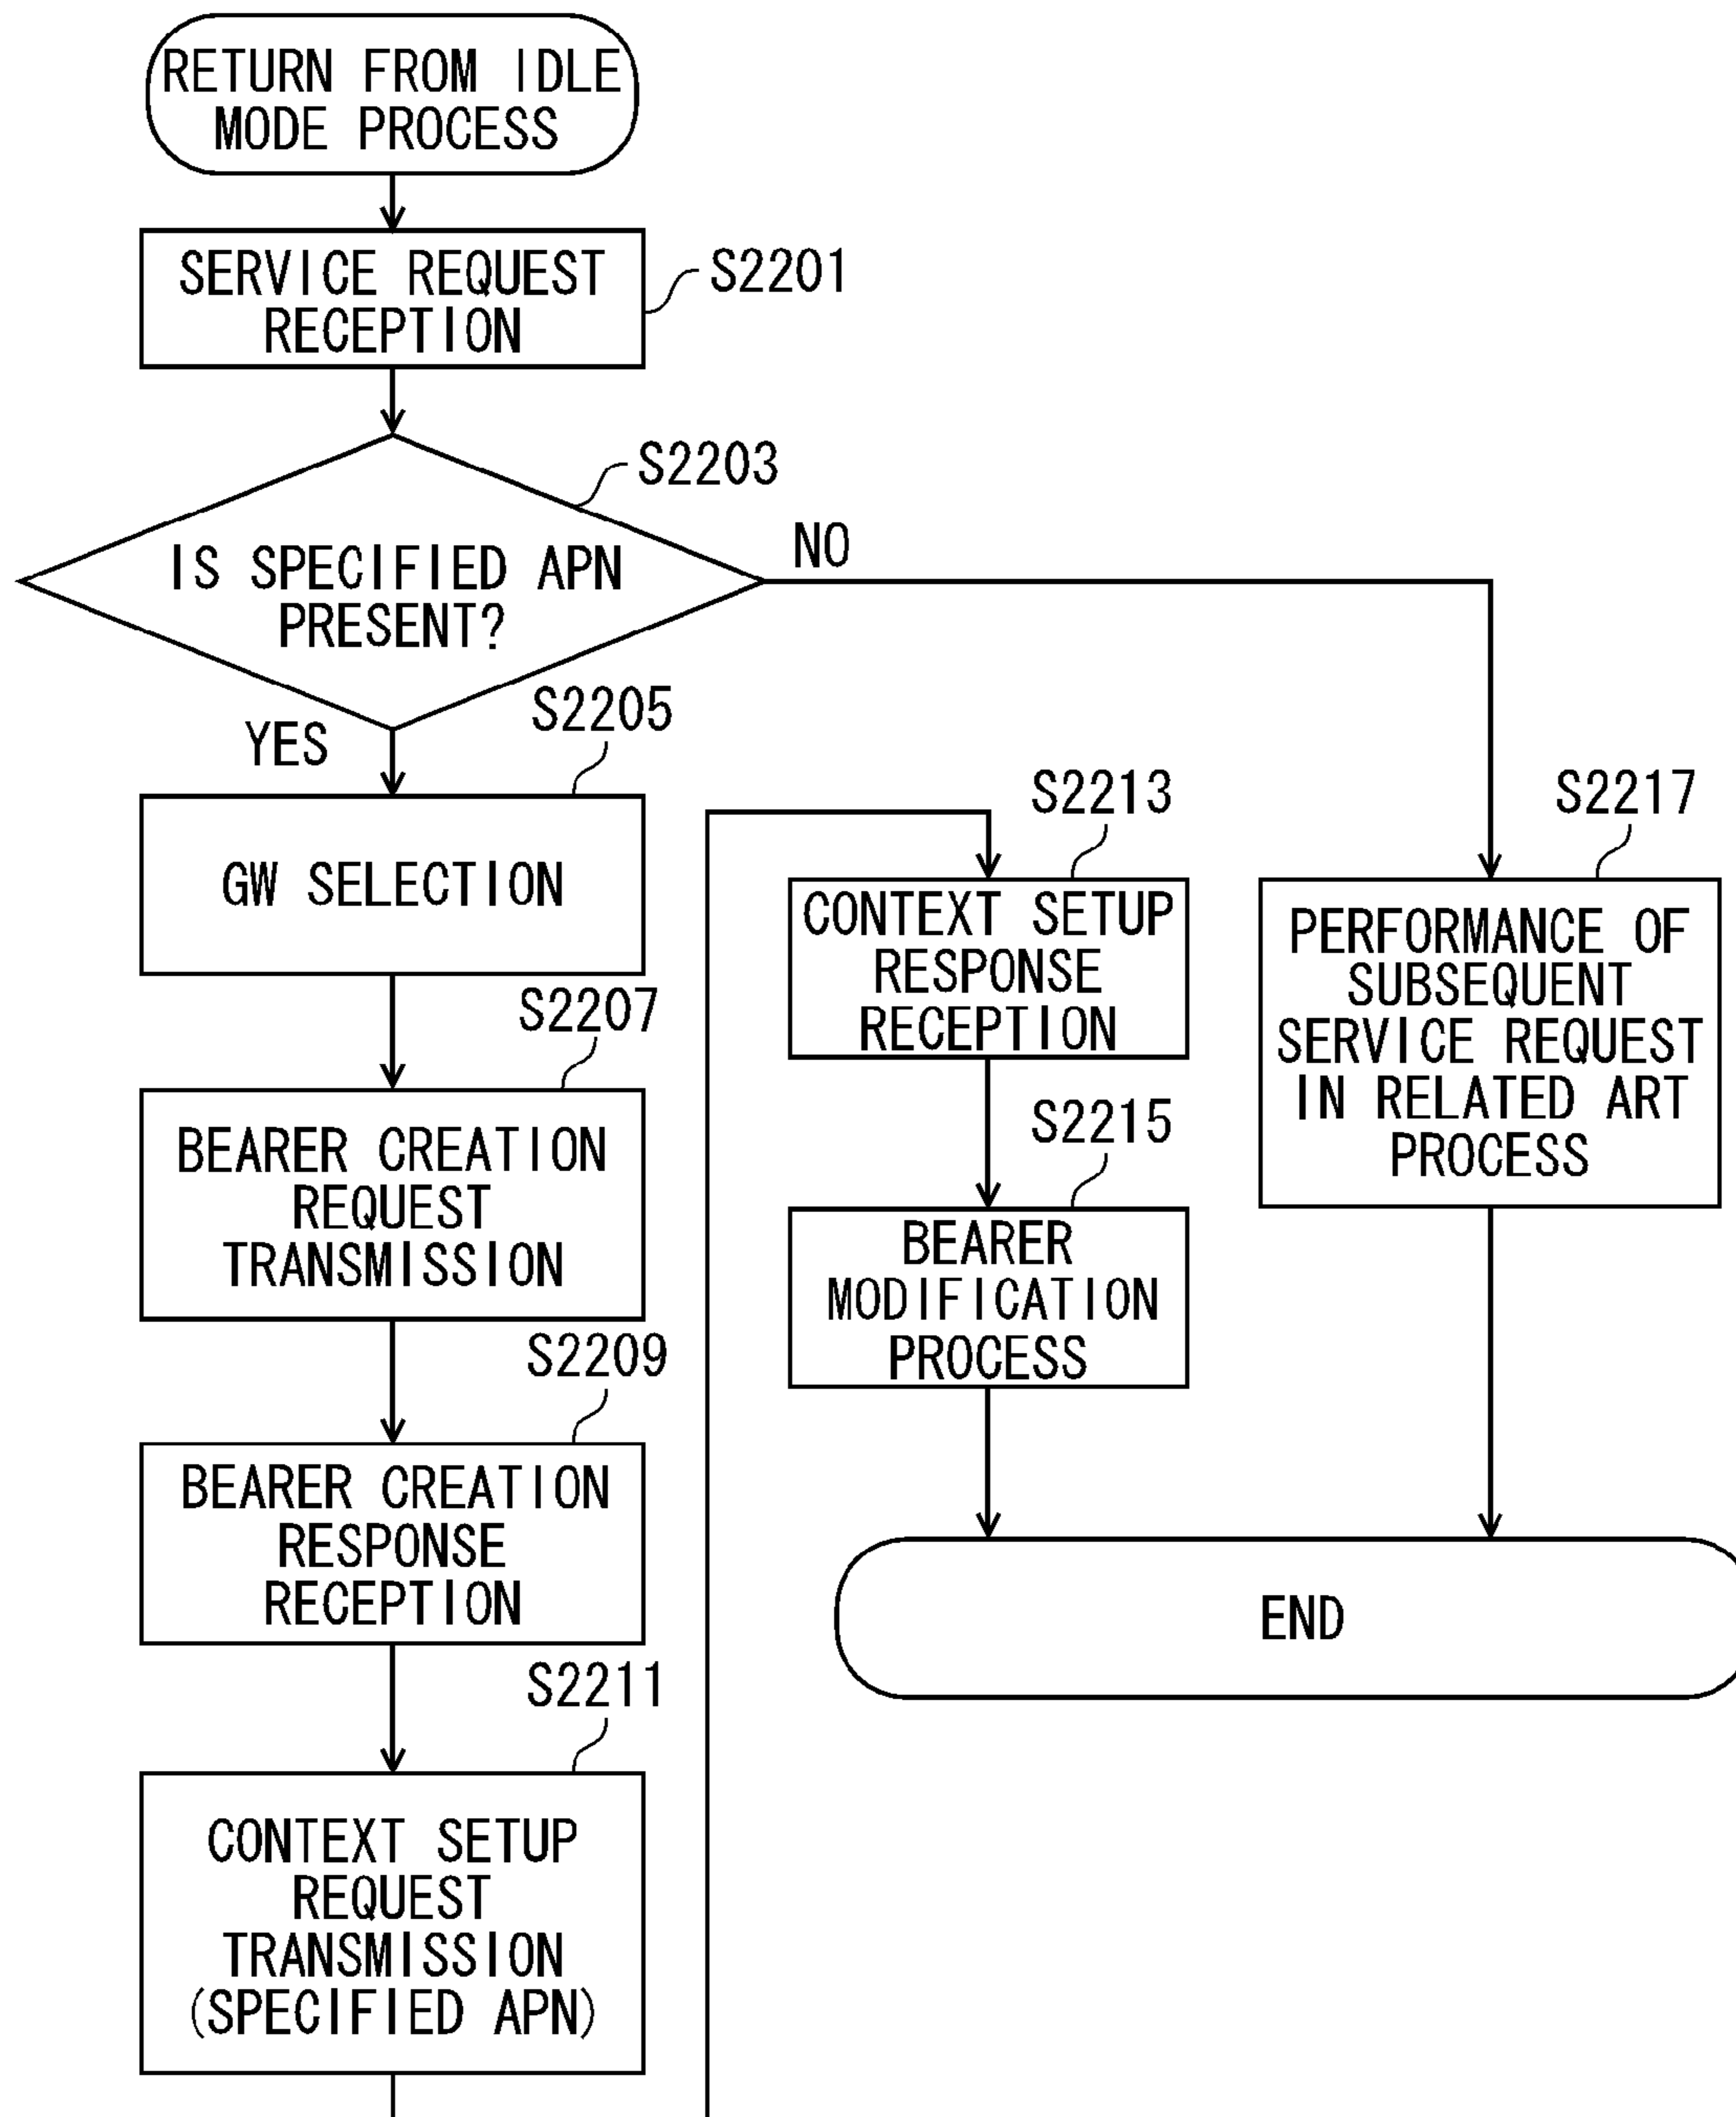 RETURN FROM IDLE
MODE PROCESS
SERVICE REQUEST
RECEPTION
S2201
S2203
IS SPECIFIED APN
PRESENT?
NO
YES
S2205
GW SELECTION
S2207
BEARER CREATION
REQUEST
TRANSMISSION
S2209
BEARER CREATION
RESPONSE
RECEPTION
S2211
CONTEXT SETUP
REQUEST
TRANSMISSION
(SPECIFIED APN)
S2213
CONTEXT SETUP
RESPONSE
RECEPTION
S2215
BEARER
MODIFICATION
PROCESS
S2217
PERFORMANCE OF
SUBSEQUENT
SERVICE REQUEST
IN RELATED ART
PROCESS
END